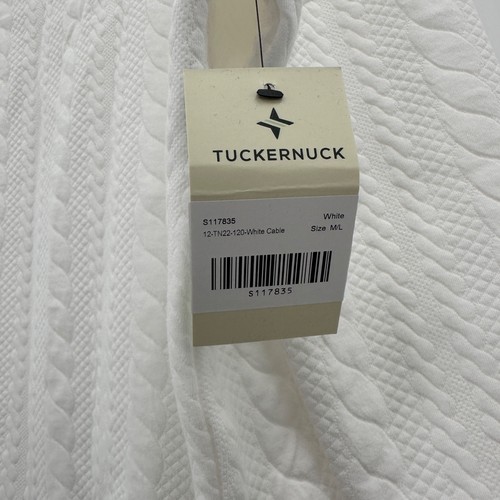 TUCKERNUCK
S117835 White
12-TN22-120-White Cable Size M/L
S117835